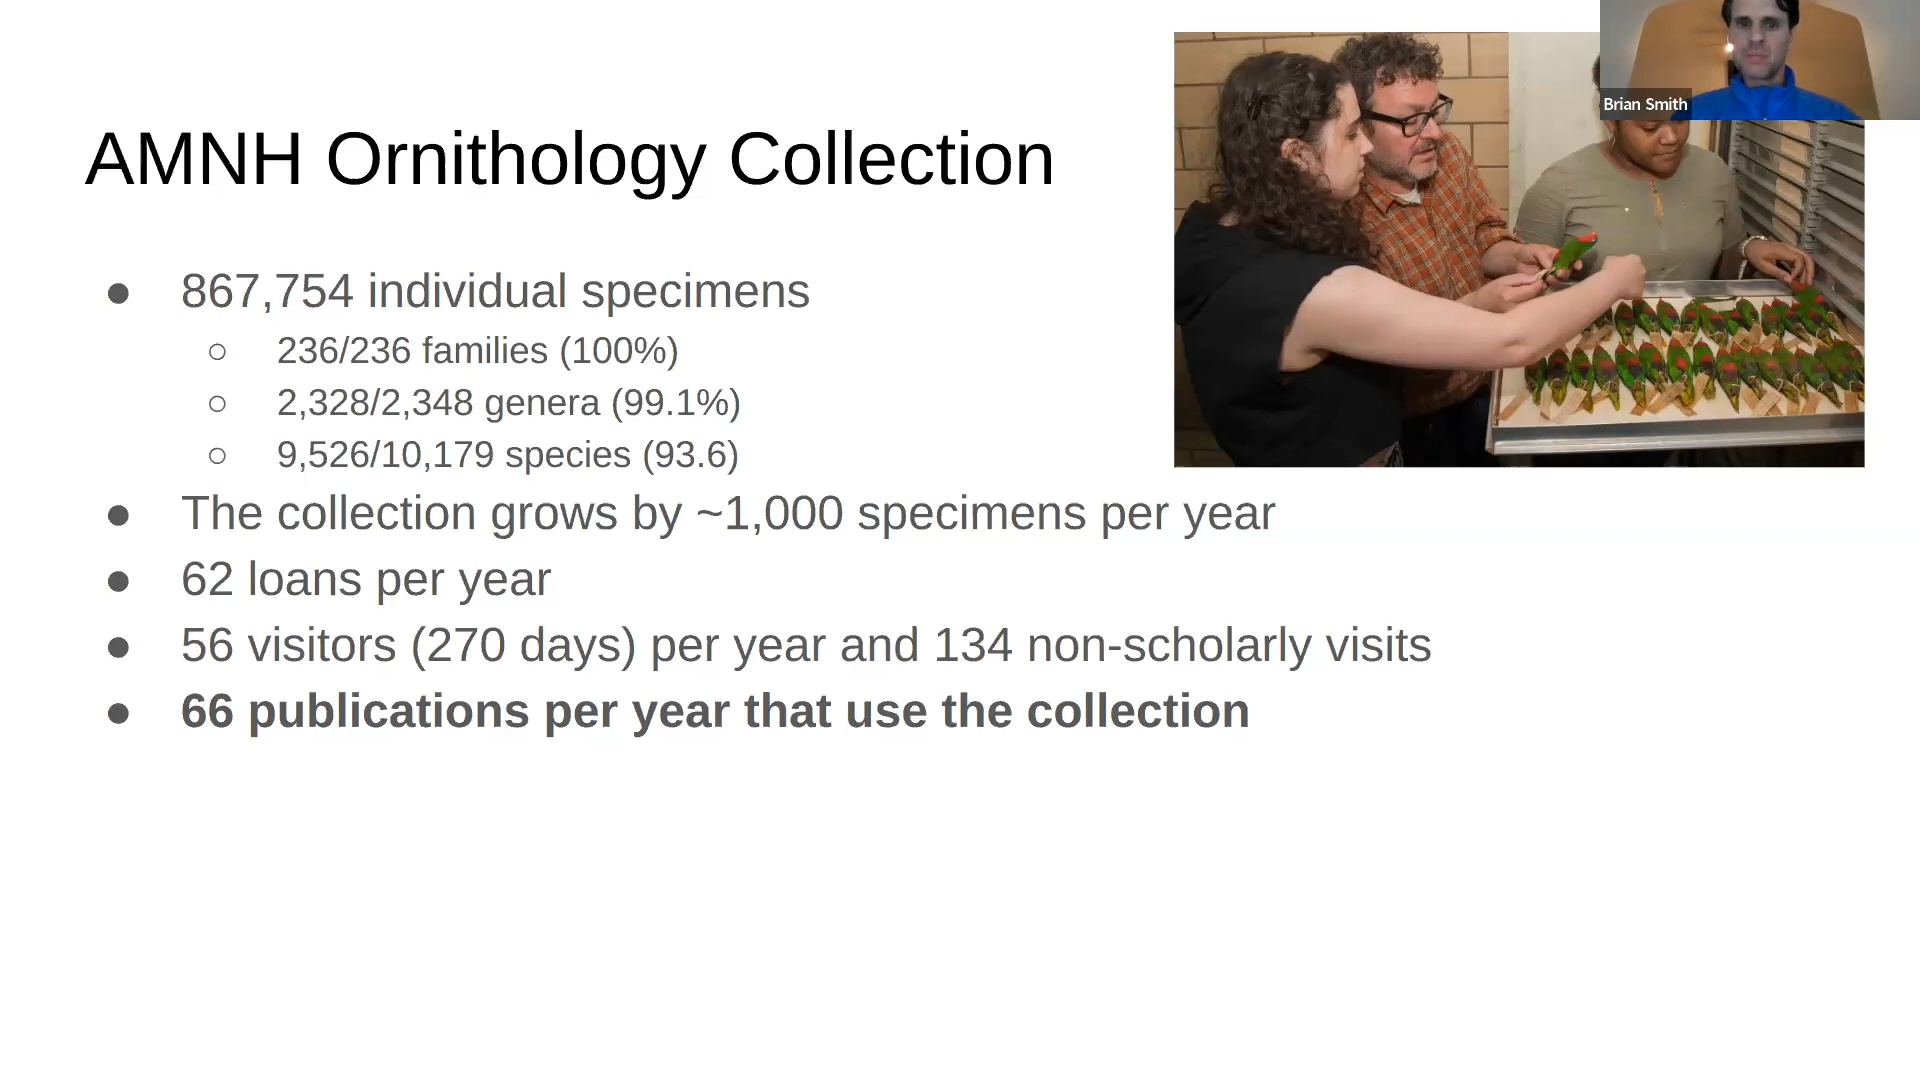 Brian Smith
AMNH Ornithology Collection
● 867,754 individual specimens
○ 236/236 families (100%)
○ 2,328/2,348 genera (99.1%)
○ 9,526/10,179 species (93.6)
● The collection grows by ~1,000 specimens per year
● 62 loans per year
● 56 visitors (270 days) per year and 134 non-scholarly visits
● 66 publications per year that use the collection